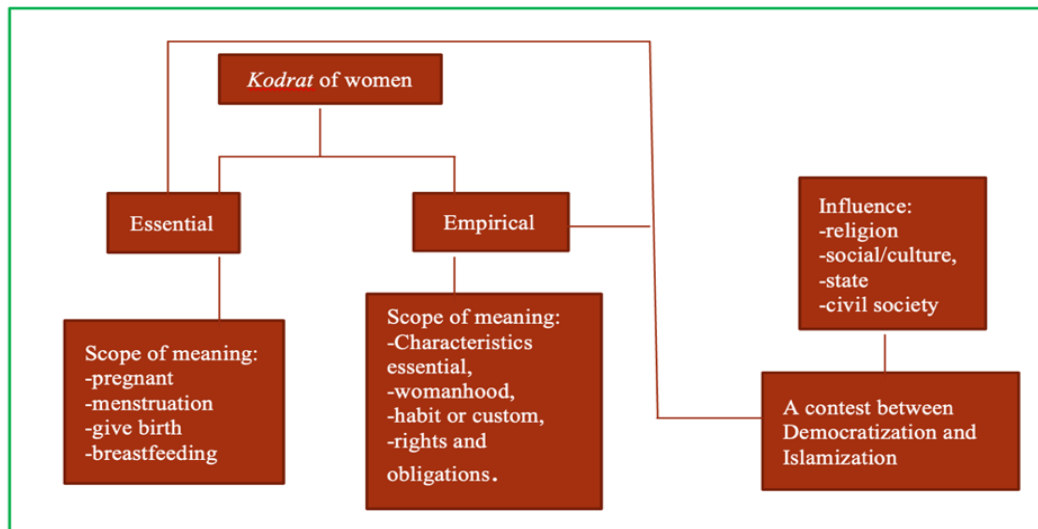 Kodrat of women
Essential
Empirical
Influence:
-religion
-social/culture,
-state
-civil society
Scope of meaning:
-pregnant
-menstruation
-give birth
-breastfeeding
Scope of meaning:
-Characteristics
essential,
-womanhood,
-habit or custom,
-rights and
obligations.
A contest between
Democratization and
Islamization